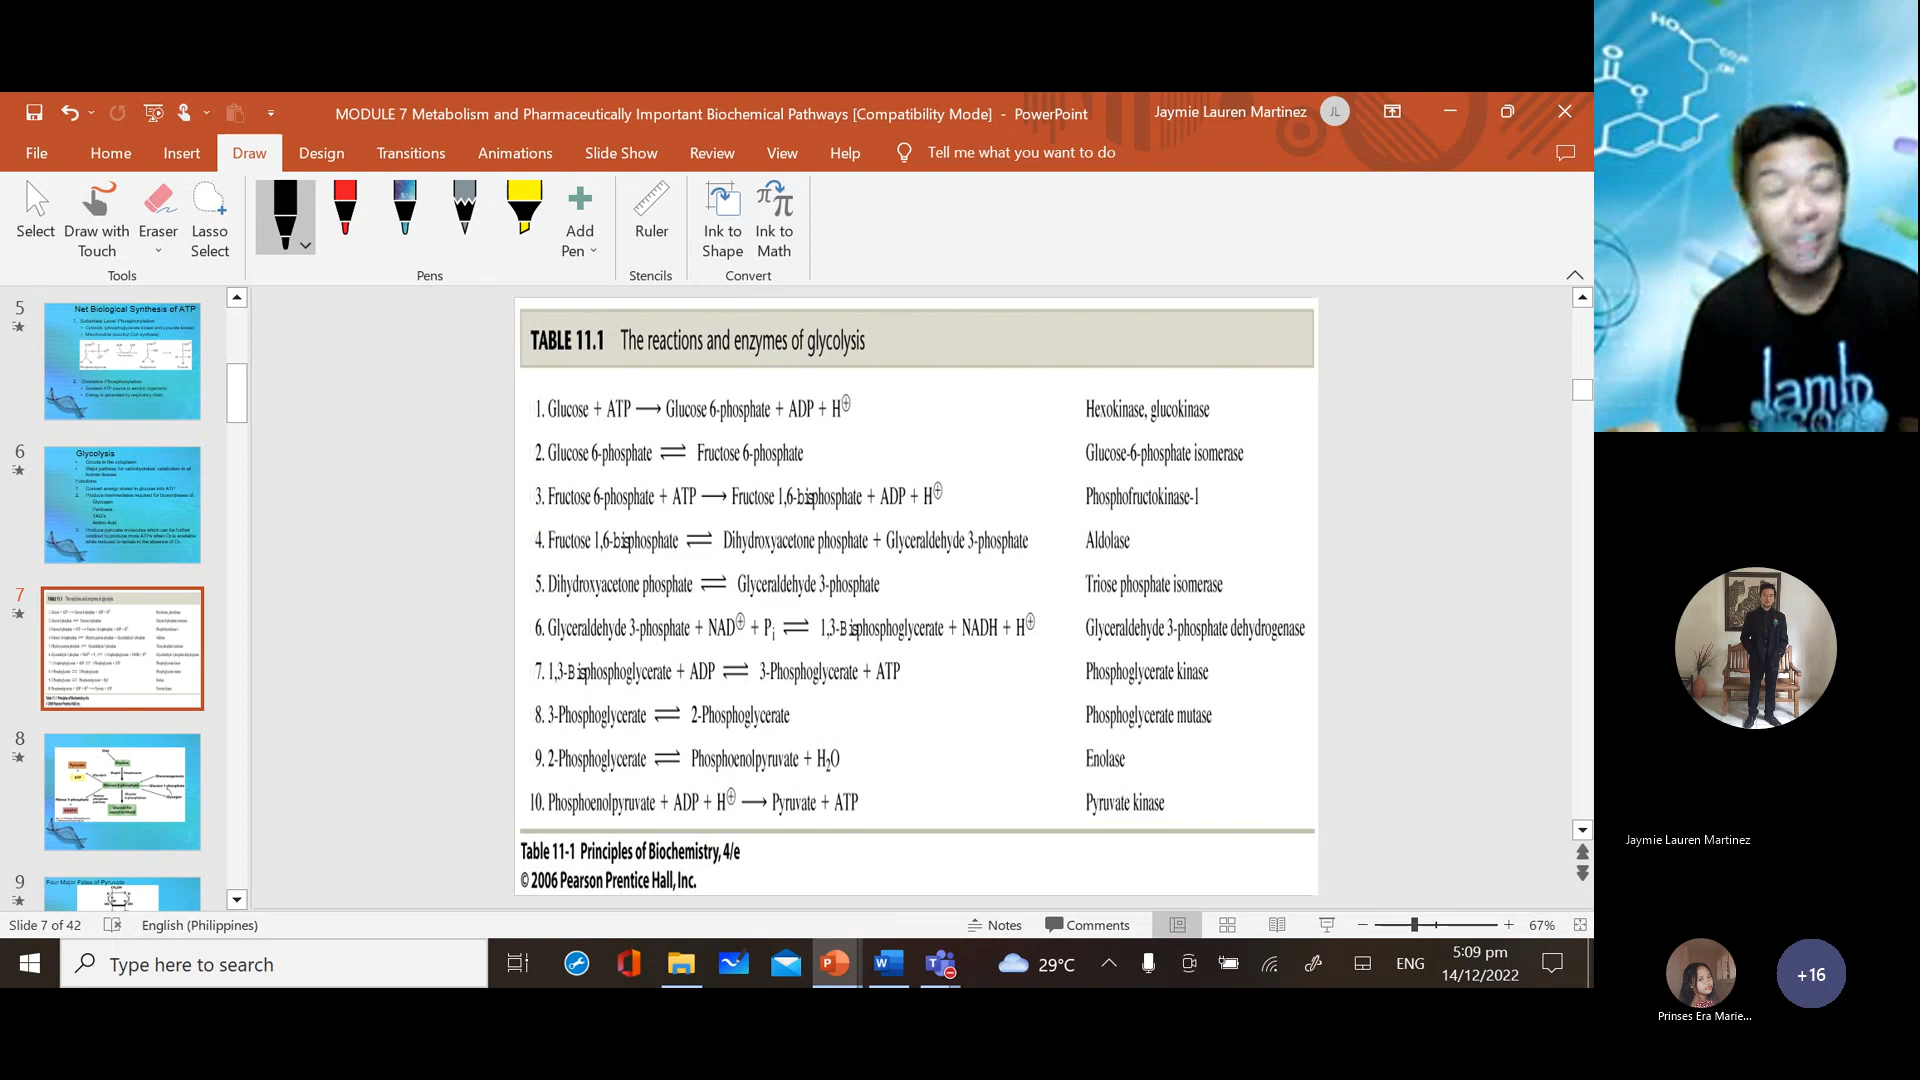 MODULE 7 Metabolism and Pharmaceutically Important Biochemical Pathways [Compatibility Mode] - PowerPoint
Jaymie Lauren Martinez
JL
File Home Insert Draw Design Transitions Animations Slide Show Review View Help Tell me what you want to do
Select
Draw with Touch
Eraser
Lasso Select
Add Pen
Ruler
Ink to Shape
Ink to Math
Tools
Pens
Stencils
Convert
5
Net Biological Synthesis of ATP
6
Glycolysis
7
8
9
Four Major Fates of Pyruvate
TABLE 11.1 The reactions and enzymes of glycolysis
1. Glucose + ATP ⟶ Glucose 6-phosphate + ADP + H⊕ Hexokinase, glucokinase
2. Glucose 6-phosphate ⇌ Fructose 6-phosphate Glucose-6-phosphate isomerase
3. Fructose 6-phosphate + ATP ⟶ Fructose 1,6-bisphosphate + ADP + H⊕ Phosphofructokinase-1
4. Fructose 1,6-bisphosphate ⇌ Dihydroxyacetone phosphate + Glyceraldehyde 3-phosphate Aldolase
5. Dihydroxyacetone phosphate ⇌ Glyceraldehyde 3-phosphate Triose phosphate isomerase
6. Glyceraldehyde 3-phosphate + NAD⊕ + Pi ⇌ 1,3-Bisphosphoglycerate + NADH + H⊕ Glyceraldehyde 3-phosphate dehydrogenase
7. 1,3-Bisphosphoglycerate + ADP ⇌ 3-Phosphoglycerate + ATP Phosphoglycerate kinase
8. 3-Phosphoglycerate ⇌ 2-Phosphoglycerate Phosphoglycerate mutase
9. 2-Phosphoglycerate ⇌ Phosphoenolpyruvate + H₂O Enolase
10. Phosphoenolpyruvate + ADP + H⊕ ⟶ Pyruvate + ATP Pyruvate kinase
Table 11-1 Principles of Biochemistry, 4/e
© 2006 Pearson Prentice Hall, Inc.
Slide 7 of 42
English (Philippines)
Notes
Comments
67%
Type here to search
29°C
ENG
5:09 pm
14/12/2022
HO
Jaymie Lauren Martinez
Prinses Era Marie...
+16